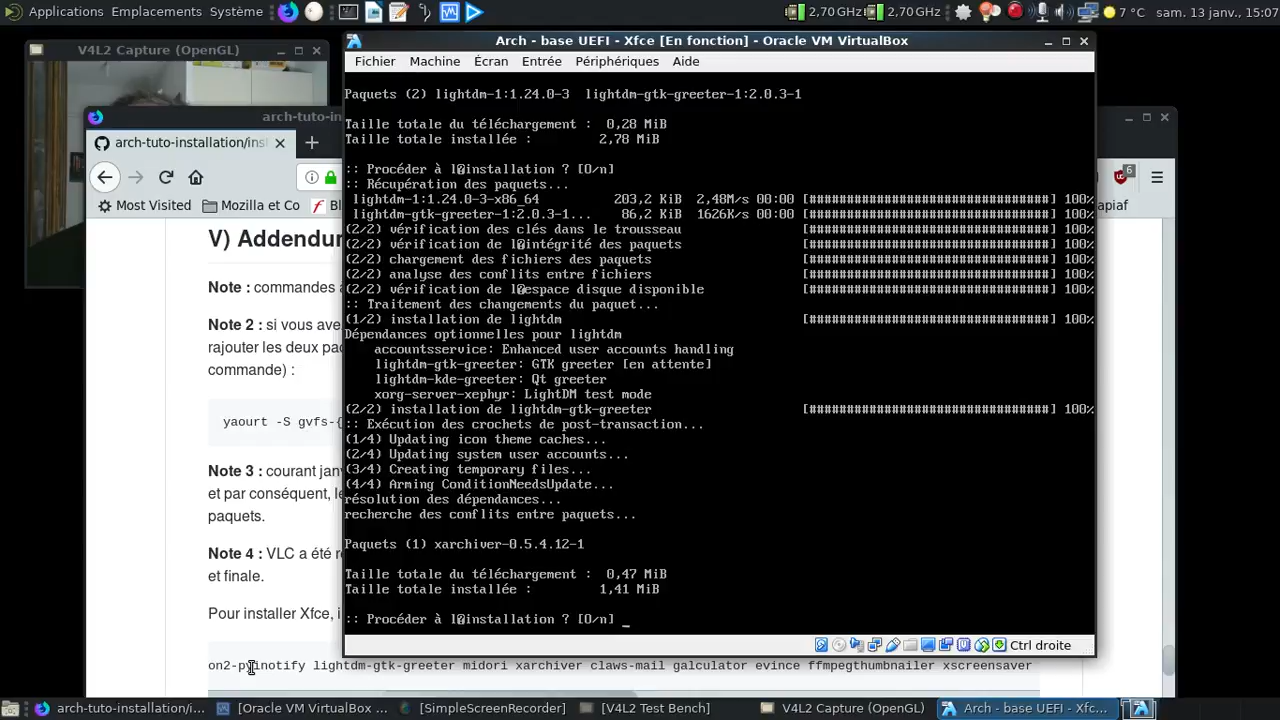 Applications Emplacements Système 2,70 GHz 2,70 GHz 7 °C sam. 13 janv., 15:07
V4L2 Capture (OpenGL)
Arch - base UEFI - Xfce [En fonction] - Oracle VM VirtualBox
Fichier Machine Écran Entrée Périphériques Aide
Paquets (2) lightdm-1:1.24.0-3 lightdm-gtk-greeter-1:2.0.3-1
Taille totale du téléchargement : 0,28 MiB
Taille totale installée : 2,78 MiB
:: Procéder à l�installation ? [O/n]
:: Récupération des paquets...
lightdm-1:1.24.0-3-x86_64 203,2 KiB 2,48M/s 00:00 [################################] 100%
lightdm-gtk-greeter-1:2.0.3-1... 86,2 KiB 1626K/s 00:00 [################################] 100%
(2/2) vérification des clés dans le trousseau [################################] 100%
(2/2) vérification de l�intégrité des paquets [################################] 100%
(2/2) chargement des fichiers des paquets [################################] 100%
(2/2) analyse des conflits entre fichiers [################################] 100%
(2/2) vérification de l�espace disque disponible [################################] 100%
:: Traitement des changements du paquet...
(1/2) installation de lightdm [################################] 100%
Dépendances optionnelles pour lightdm
accountsservice: Enhanced user accounts handling
lightdm-gtk-greeter: GTK greeter [en attente]
lightdm-kde-greeter: Qt greeter
xorg-server-xephyr: LightDM test mode
(2/2) installation de lightdm-gtk-greeter [################################] 100%
:: Exécution des crochets de post-transaction...
(1/4) Updating icon theme caches...
(2/4) Updating system user accounts...
(3/4) Creating temporary files...
(4/4) Arming ConditionNeedsUpdate...
résolution des dépendances...
recherche des conflits entre paquets...
Paquets (1) xarchiver-0.5.4.12-1
Taille totale du téléchargement : 0,47 MiB
Taille totale installée : 1,41 MiB
:: Procéder à l�installation ? [O/n] _
Ctrl droite
arch-tuto-in
arch-tuto-installation/ins
Most Visited Mozilla et Co Bl
apiaf
6
V) Addendu
Note : commandes
Note 2 : si vous ave
rajouter les deux pa
commande) :
yaourt -S gvfs-{
Note 3 : courant jan
et par conséquent, le
paquets.
Note 4 : VLC a été r
et finale.
Pour installer Xfce, i
on2-pyinotify lightdm-gtk-greeter midori xarchiver claws-mail galculator evince ffmpegthumbnailer xscreensaver
arch-tuto-installation/i... [Oracle VM VirtualBox ... [SimpleScreenRecorder] [V4L2 Test Bench] V4L2 Capture (OpenGL) Arch - base UEFI - Xfc...